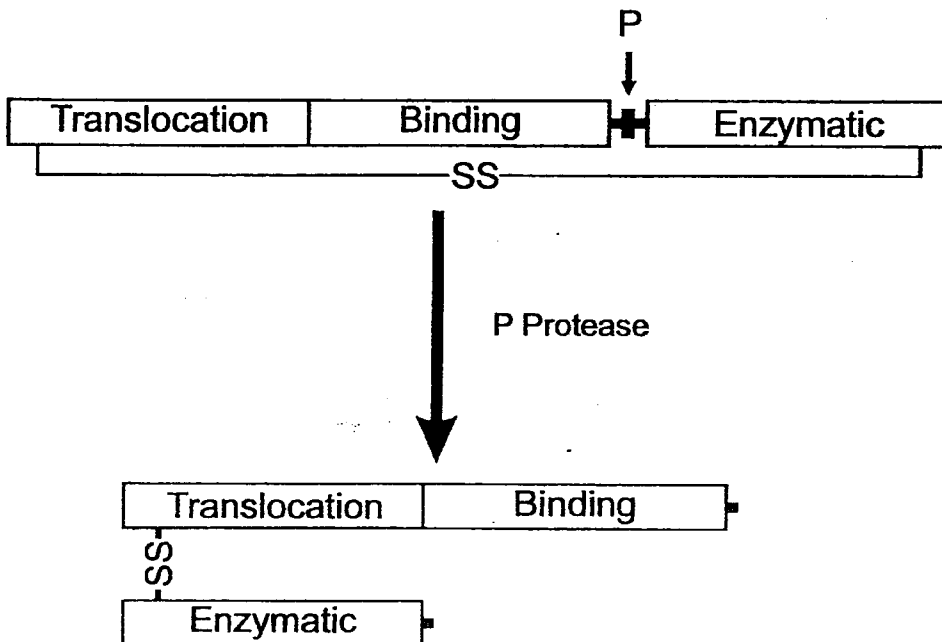 P
Translocation Binding Enzymatic
SS
P Protease
Translocation Binding
SS
Enzymatic